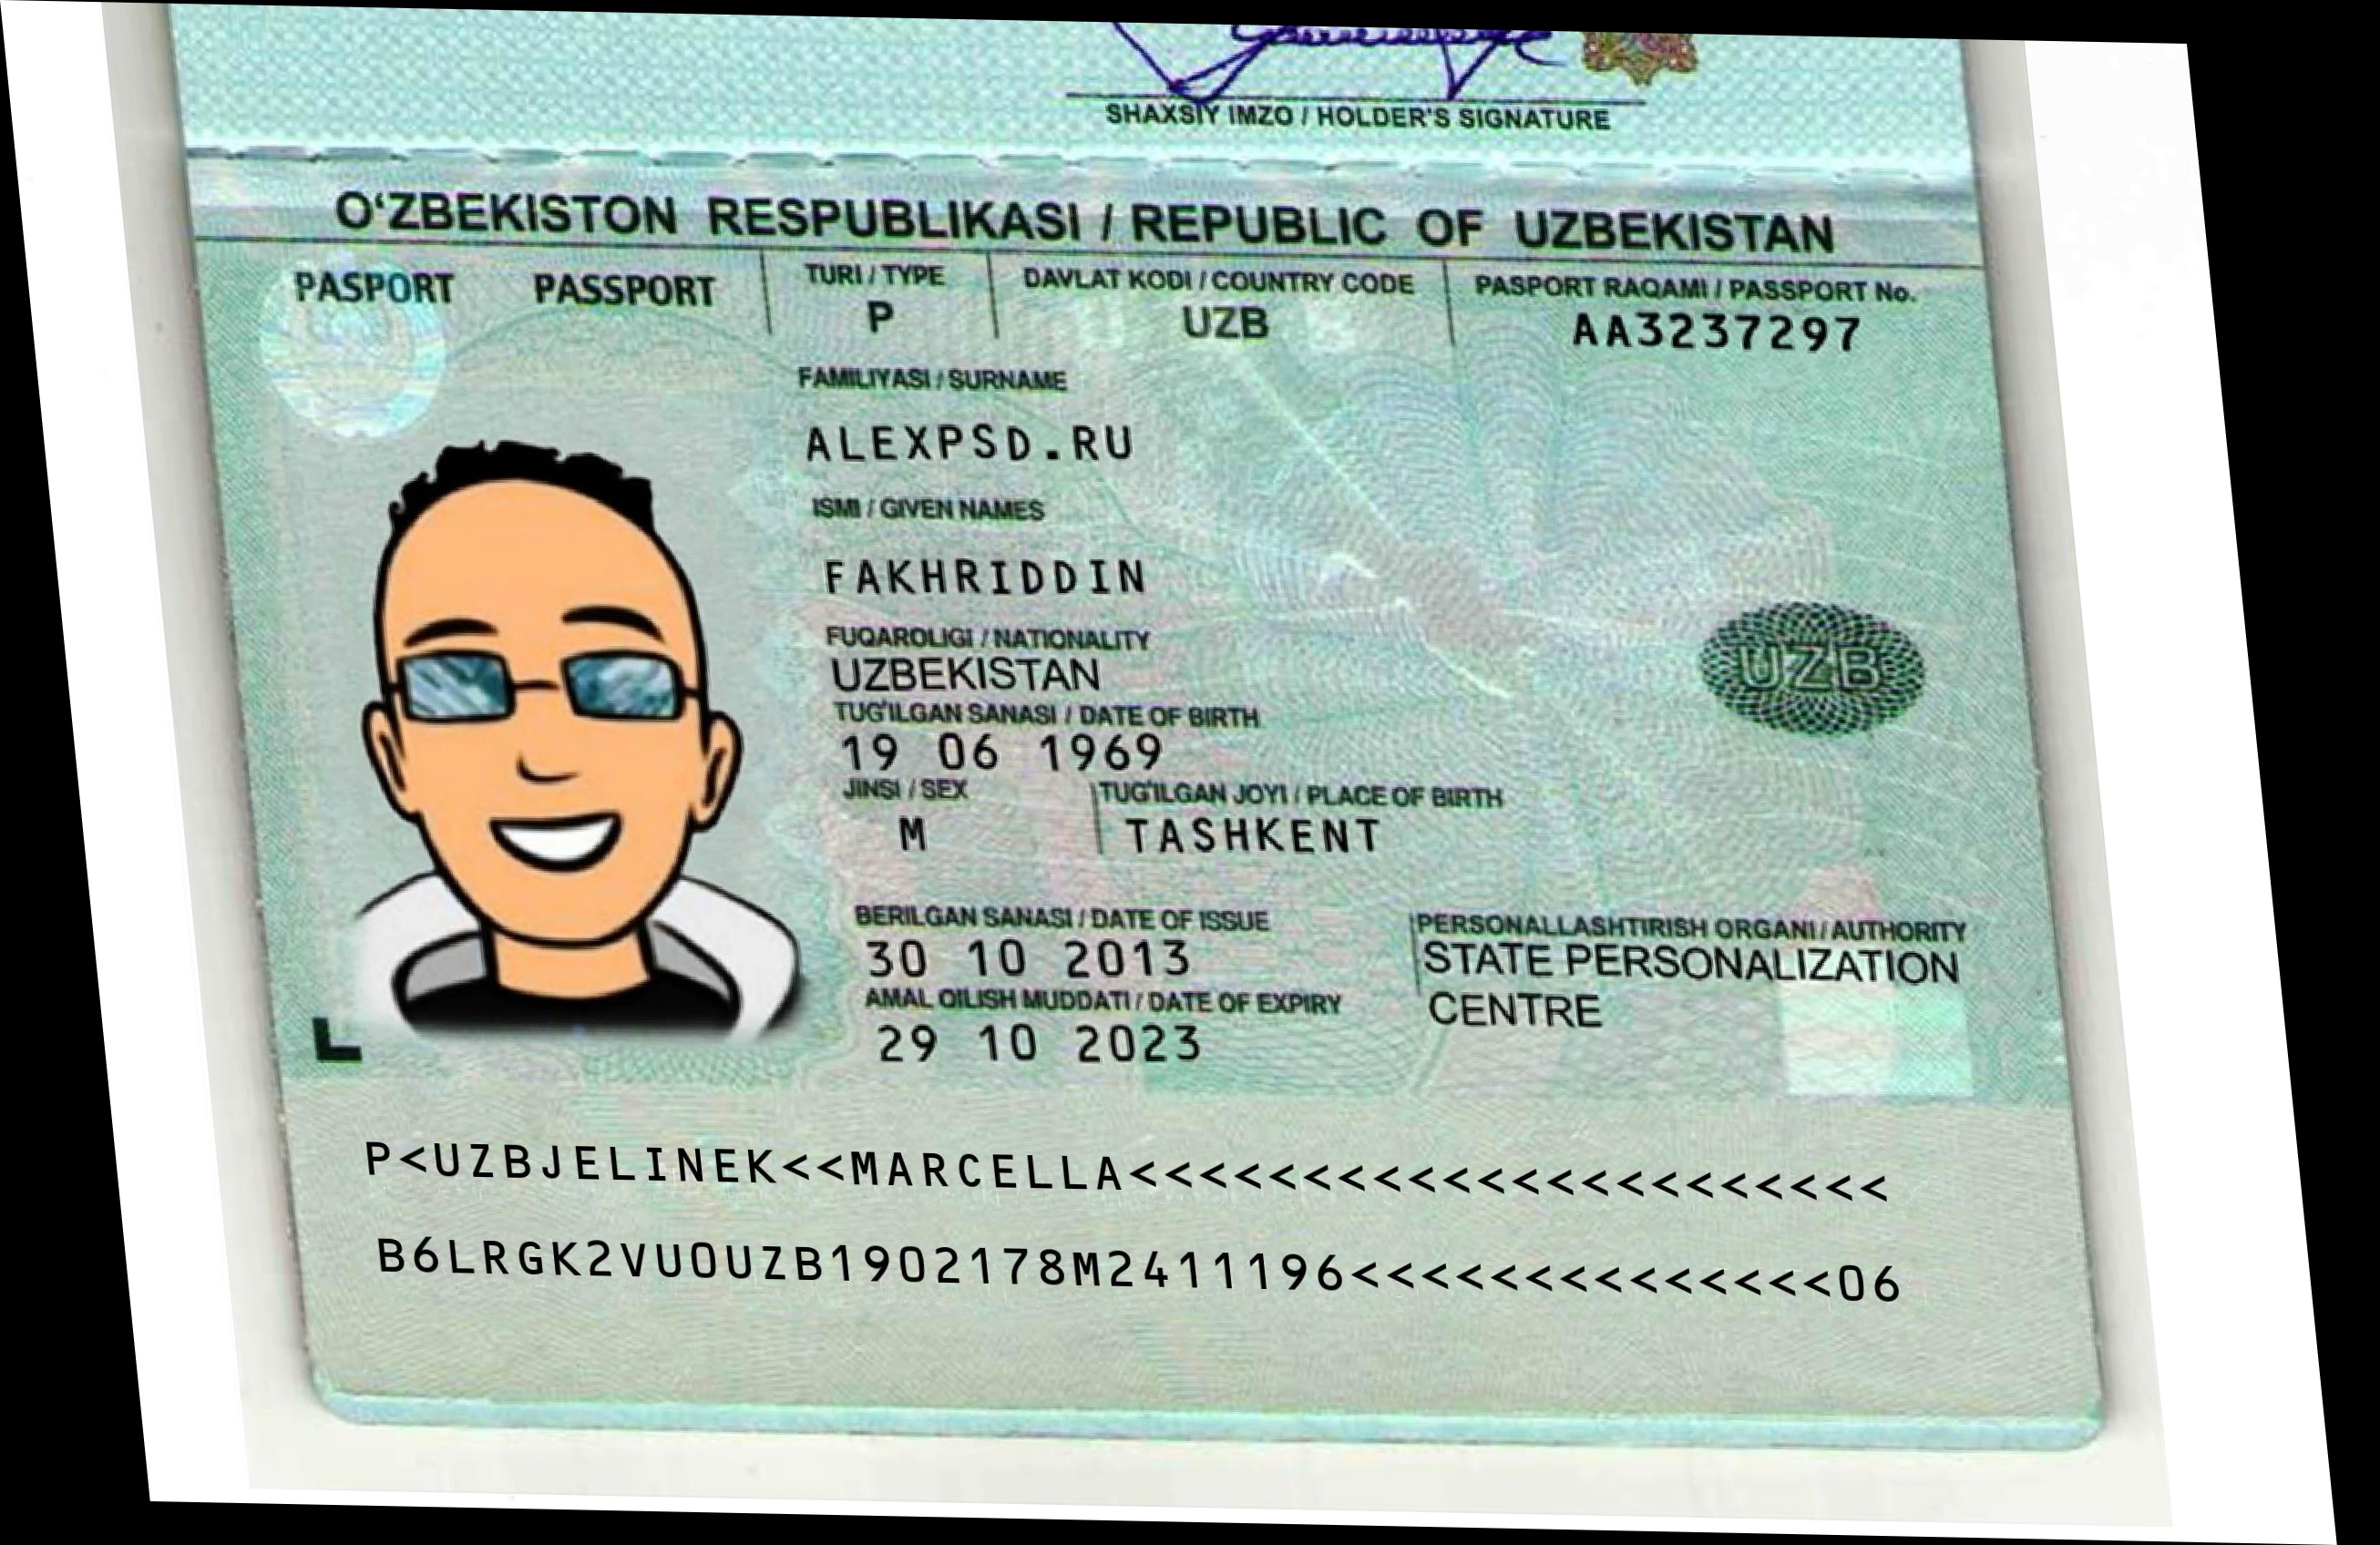 SHAXSIY IMZO / HOLDER'S SIGNATURE
O'ZBEKISTON RESPUBLIKASI / REPUBLIC OF UZBEKISTAN
PASPORT PASSPORT TURI / TYPE DAVLAT KODI / COUNTRY CODE PASPORT RAQAMI / PASSPORT No.
P UZB AA3237297
FAMILIYASI / SURNAME
ALEXPSD.RU
ISMI / GIVEN NAMES
FAKHRIDDIN
FUQAROLIGI / NATIONALITY
UZBEKISTAN
UZB
TUG'ILGAN SANASI / DATE OF BIRTH
19 06 1969
JINSI / SEX TUG'ILGAN JOYI / PLACE OF BIRTH
M TASHKENT
BERILGAN SANASI / DATE OF ISSUE PERSONALLASHTIRISH ORGANI / AUTHORITY
30 10 2013 STATE PERSONALIZATION
AMAL QILISH MUDDATI / DATE OF EXPIRY CENTRE
29 10 2023
P<UZBJELINEK<<MARCELLA<<<<<<<<<<<<<<<<<<<<<<
B6LRGK2VU0UZB1902178M2411196<<<<<<<<<<<<<<06